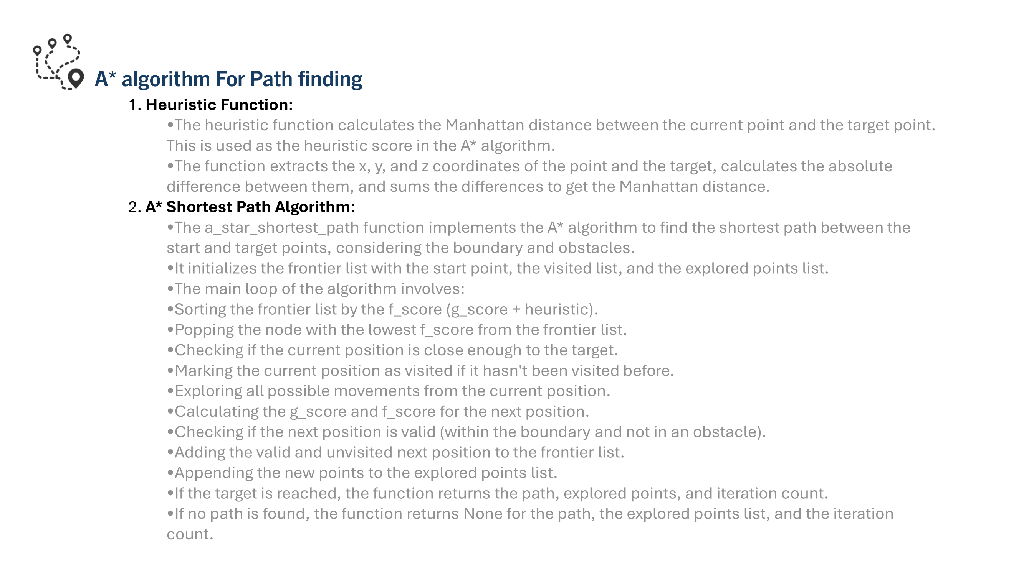 A* algorithm For Path finding
1. Heuristic Function:
•The heuristic function calculates the Manhattan distance between the current point and the target point.
This is used as the heuristic score in the A* algorithm.
•The function extracts the x, y, and z coordinates of the point and the target, calculates the absolute
difference between them, and sums the differences to get the Manhattan distance.
2. A* Shortest Path Algorithm:
•The a_star_shortest_path function implements the A* algorithm to find the shortest path between the
start and target points, considering the boundary and obstacles.
•It initializes the frontier list with the start point, the visited list, and the explored points list.
•The main loop of the algorithm involves:
•Sorting the frontier list by the f_score (g_score + heuristic).
•Popping the node with the lowest f_score from the frontier list.
•Checking if the current position is close enough to the target.
•Marking the current position as visited if it hasn't been visited before.
•Exploring all possible movements from the current position.
•Calculating the g_score and f_score for the next position.
•Checking if the next position is valid (within the boundary and not in an obstacle).
•Adding the valid and unvisited next position to the frontier list.
•Appending the new points to the explored points list.
•If the target is reached, the function returns the path, explored points, and iteration count.
•If no path is found, the function returns None for the path, the explored points list, and the iteration
count.